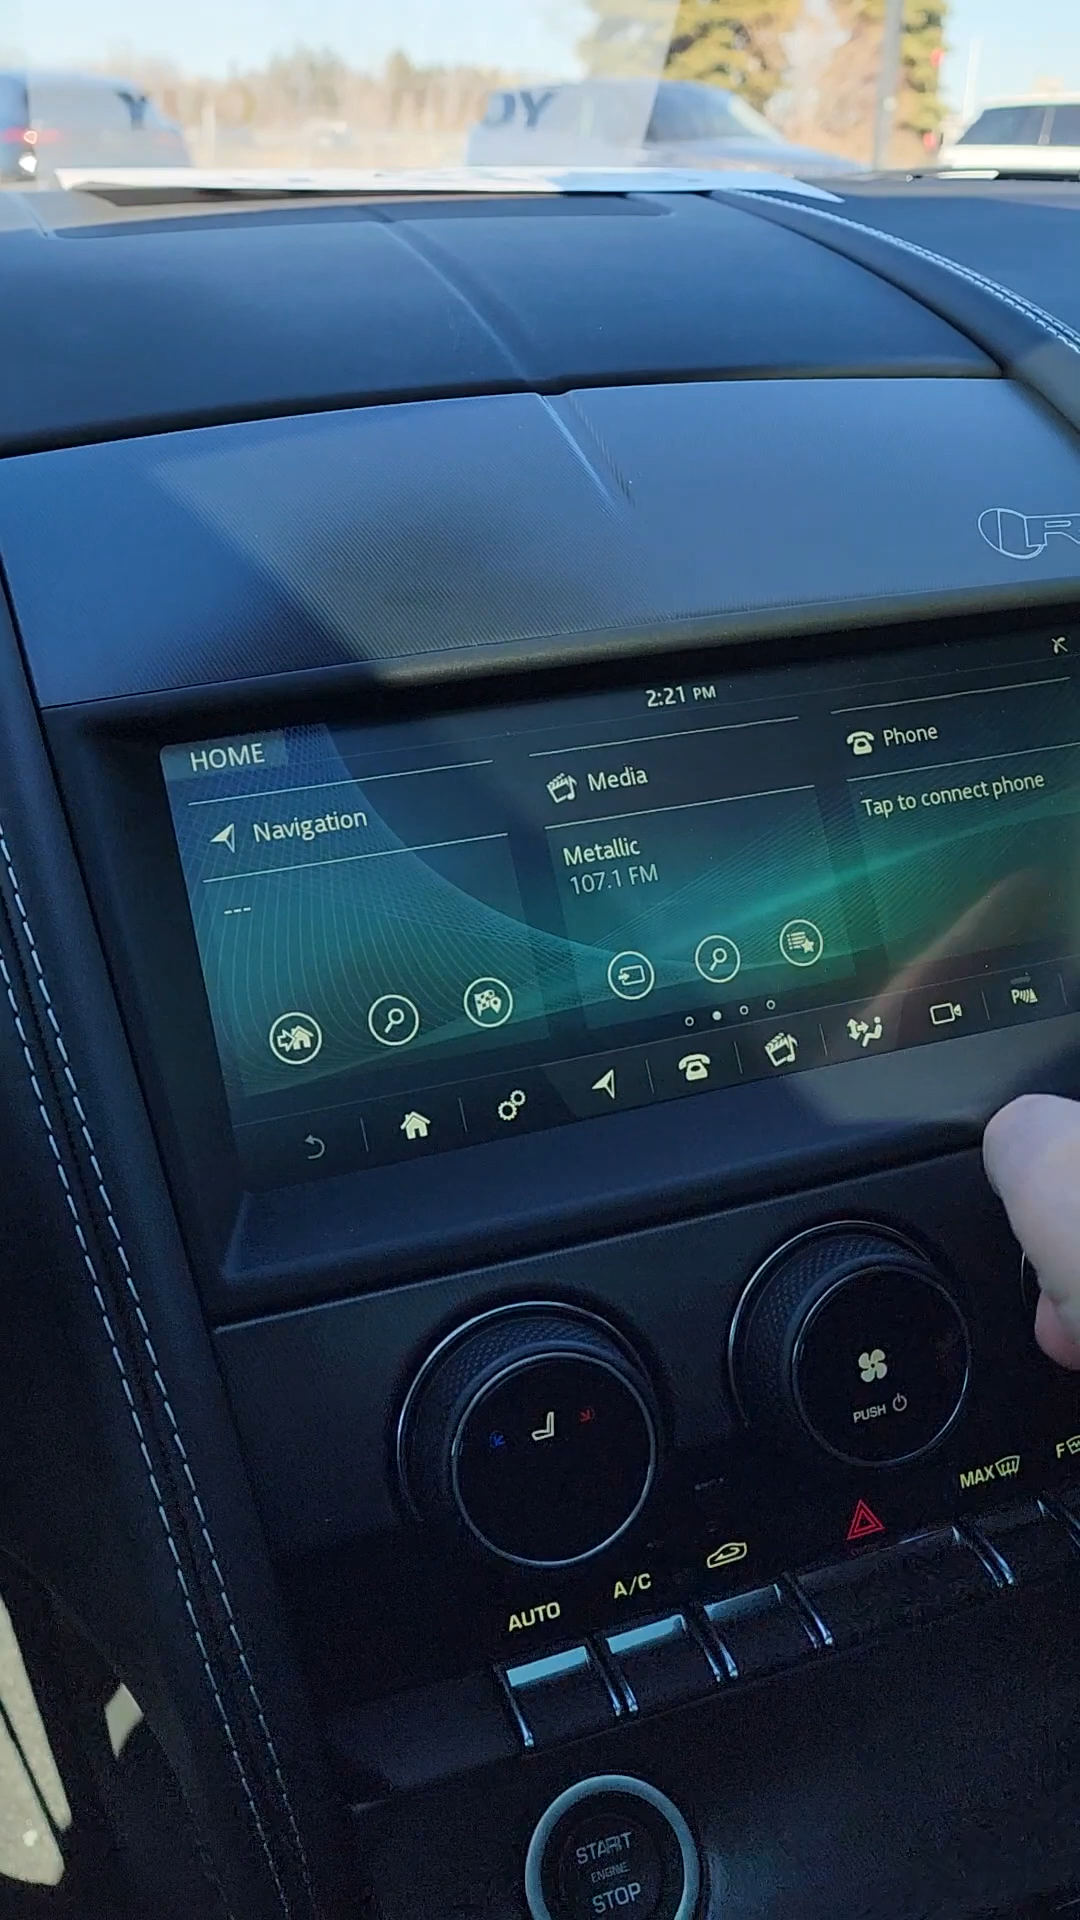 R
2:21 PM
HOME
Navigation
---
Media
Metallic
107.1 FM
Phone
Tap to connect phone
PUSH
MAX
F
A/C
AUTO
START
ENGINE
STOP